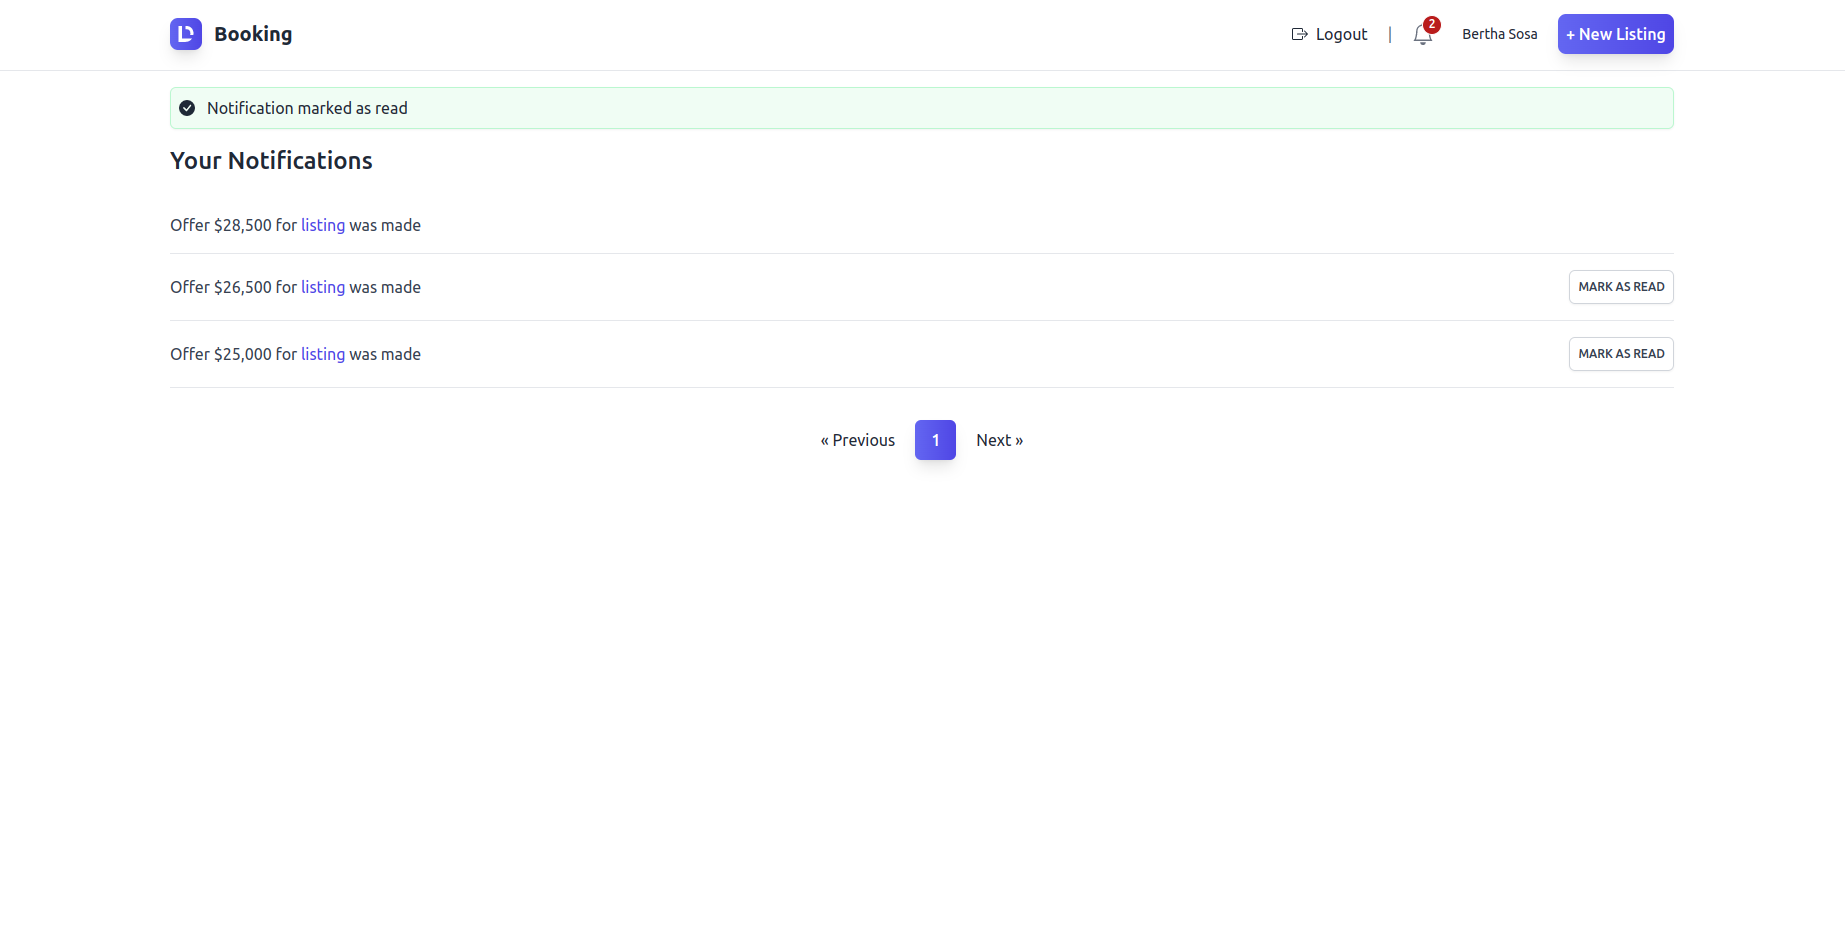 Booking
Logout | 2 Bertha Sosa + New Listing
Notification marked as read
Your Notifications
Offer $28,500 for listing was made
Offer $26,500 for listing was made MARK AS READ
Offer $25,000 for listing was made MARK AS READ
« Previous 1 Next »